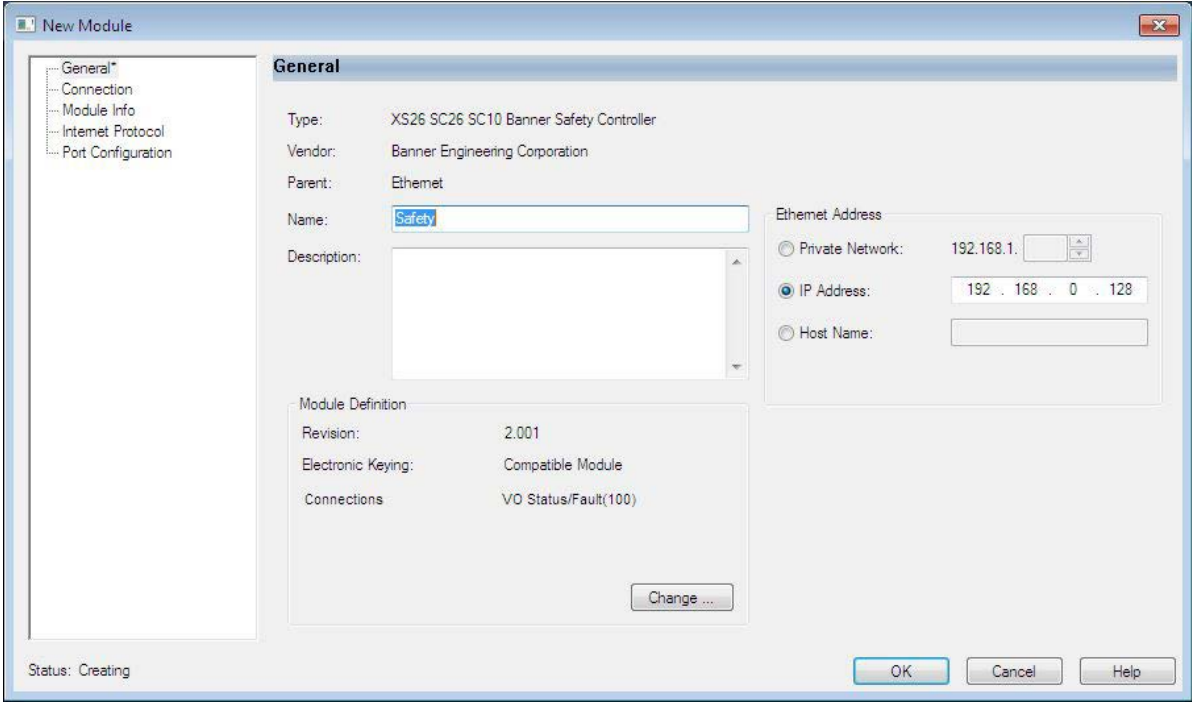 New Module
General*
Connection
Module Info
Internet Protocol
Port Configuration
General
Type: XS26 SC26 SC10 Banner Safety Controller
Vendor: Banner Engineering Corporation
Parent: Ethernet
Name: Safety
Description:
Ethernet Address
Private Network: 192.168.1.
IP Address: 192 . 168 . 0 . 128
Host Name:
Module Definition
Revision: 2.001
Electronic Keying: Compatible Module
Connections VO Status/Fault(100)
Change ...
Status: Creating
OK Cancel Help